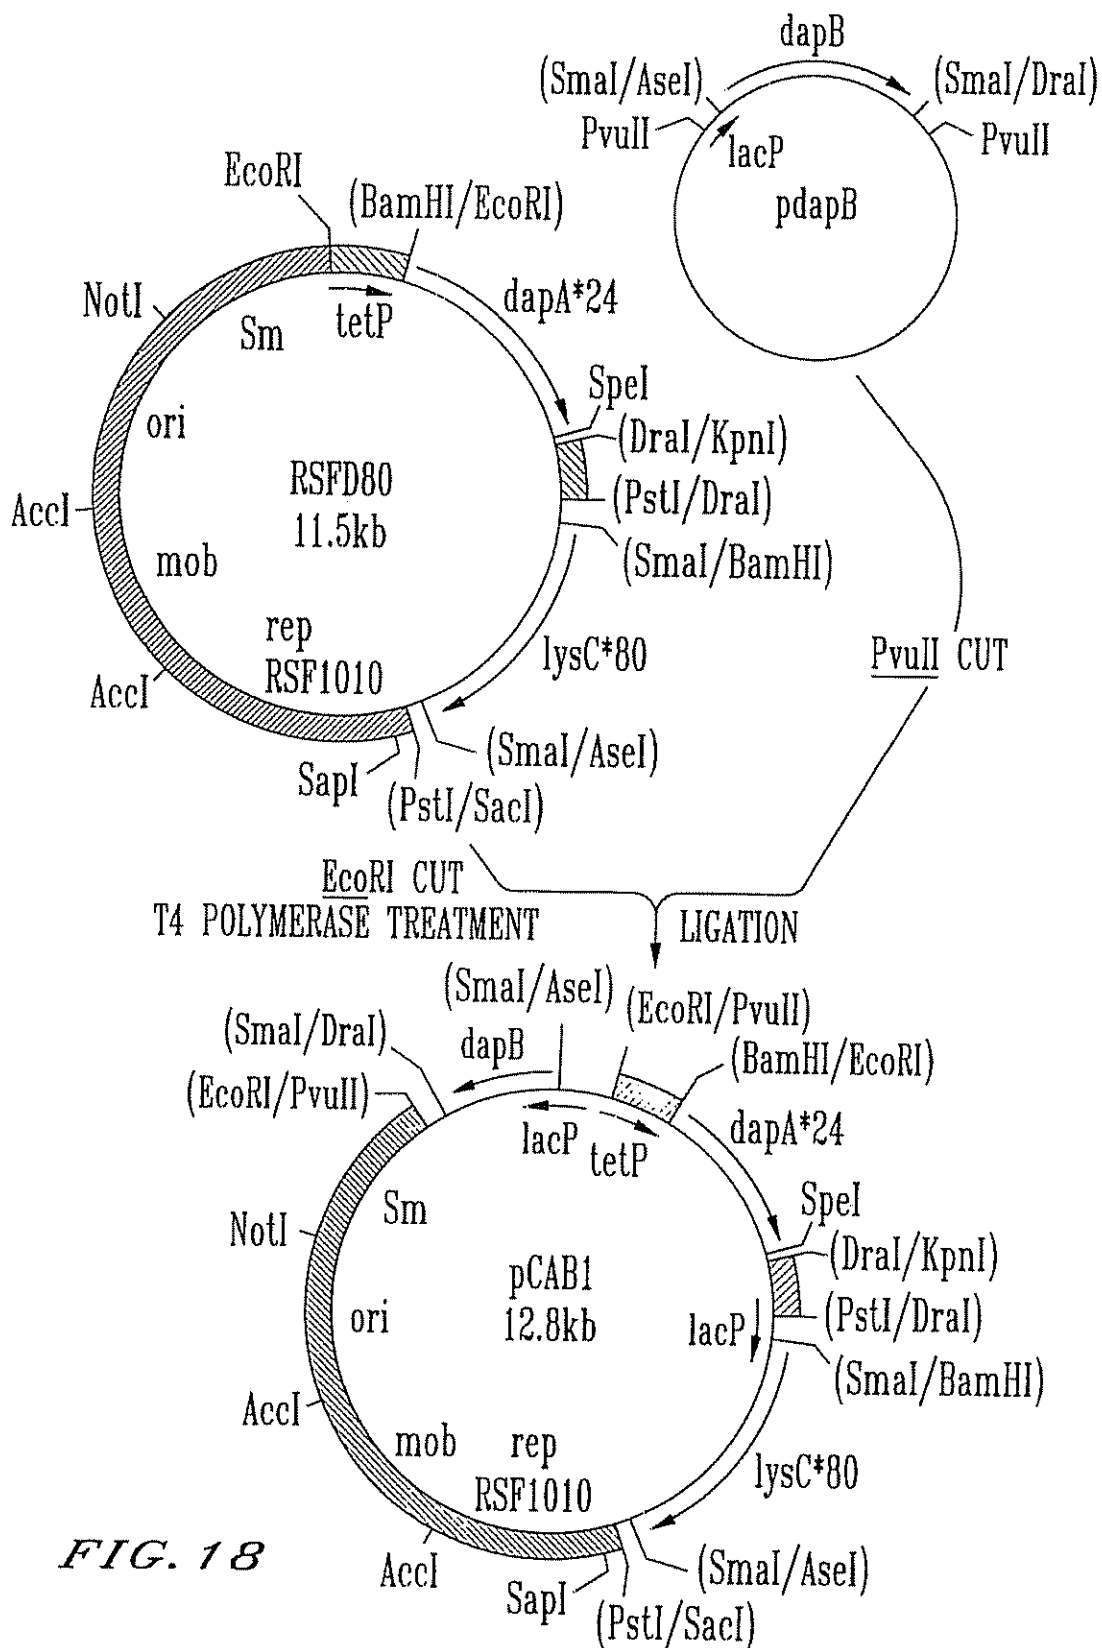 dapB
(SmaI/AseI)
(SmaI/DraI)
PvuII
PvuII
lacP
pdapB
EcoRI
(BamHI/EcoRI)
NotI
Sm
tetP
dapA*24
SpeI
(DraI/KpnI)
(PstI/DraI)
(SmaI/BamHI)
ori
AccI
RSFD80
11.5kb
mob
rep
RSF1010
lysC*80
AccI
SapI
(SmaI/AseI)
(PstI/SacI)
PvuII CUT
EcoRI CUT
T4 POLYMERASE TREATMENT
LIGATION
(SmaI/AseI)
(EcoRI/PvuII)
(SmaI/DraI)
dapB
(BamHI/EcoRI)
(EcoRI/PvuII)
lacP
tetP
dapA*24
Sm
NotI
SpeI
(DraI/KpnI)
pCAB1
12.8kb
ori
lacP
(PstI/DraI)
(SmaI/BamHI)
AccI
mob
rep
RSF1010
lysC*80
AccI
SapI
(SmaI/AseI)
(PstI/SacI)
FIG. 18